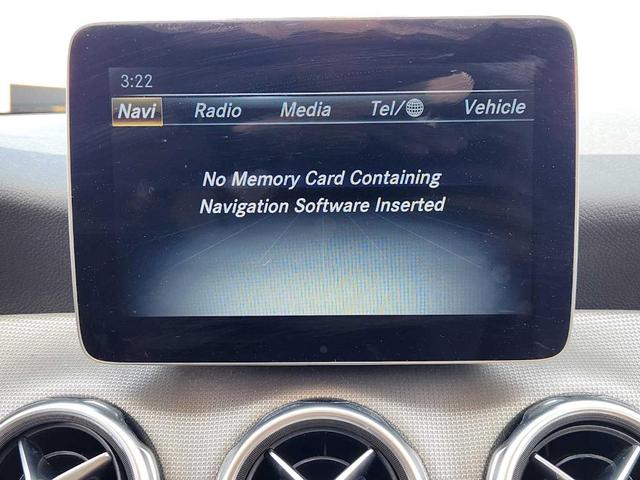 3:22
Navi Radio Media Tel/ Vehicle
No Memory Card Containing
Navigation Software Inserted